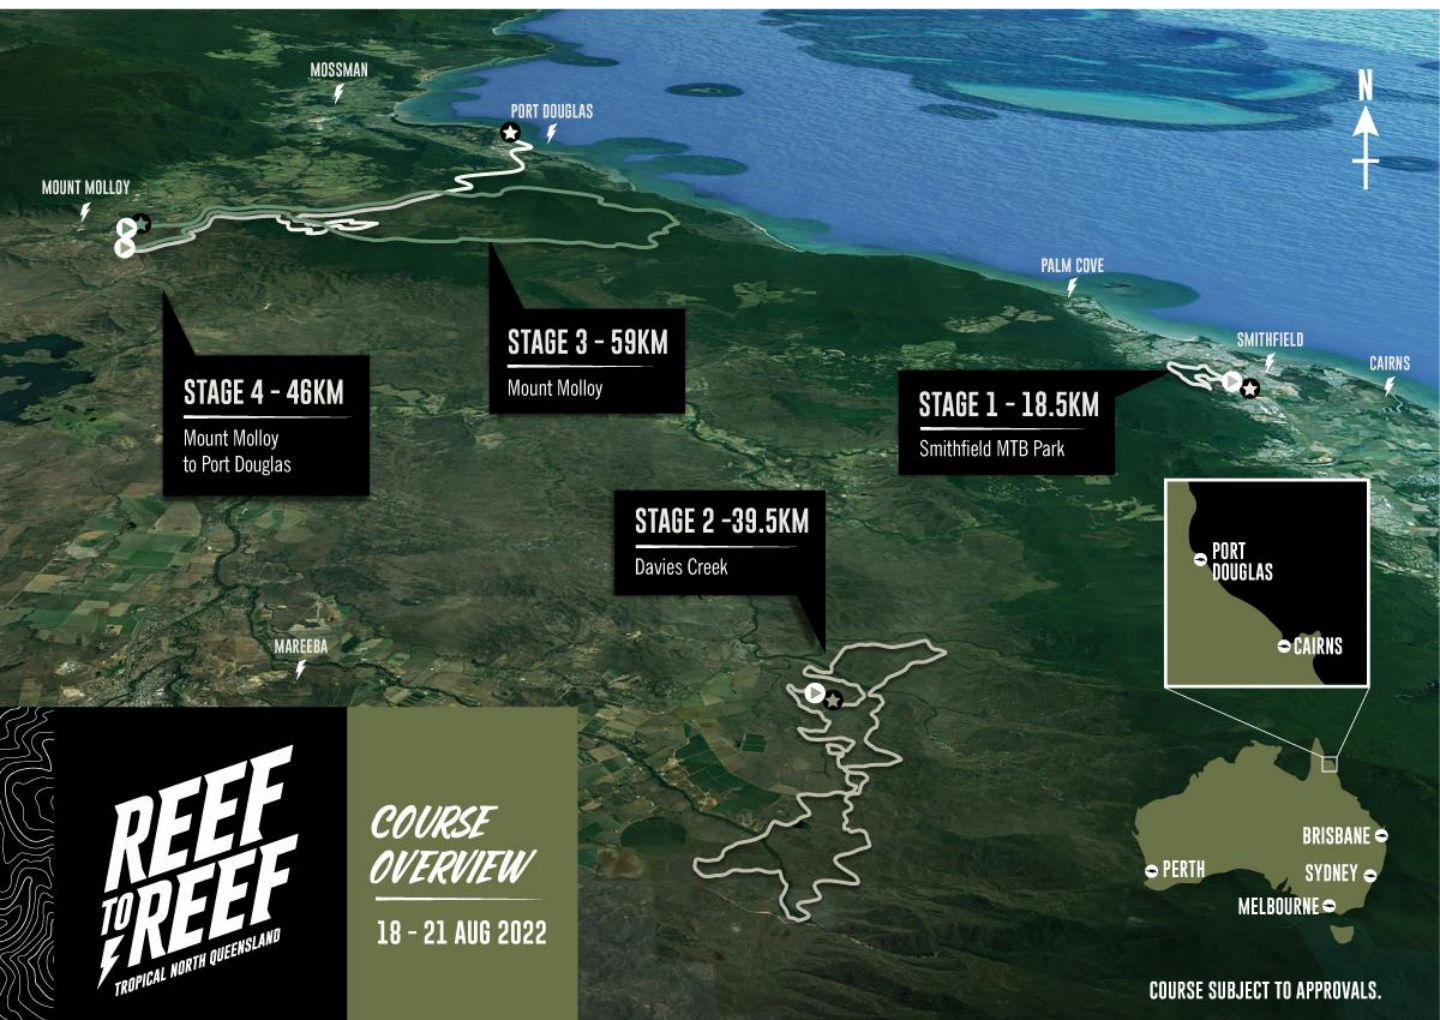 MOSSMAN
PORT DOUGLAS
N
MOUNT MOLLOY
PALM COVE
SMITHFIELD
CAIRNS
STAGE 3 - 59KM
Mount Molloy
STAGE 4 - 46KM
Mount Molloy
to Port Douglas
STAGE 1 - 18.5KM
Smithfield MTB Park
STAGE 2 -39.5KM
Davies Creek
PORT
DOUGLAS
CAIRNS
MAREEBA
REEF
TO REEF
TROPICAL NORTH QUEENSLAND
COURSE
OVERVIEW
18 - 21 AUG 2022
BRISBANE
PERTH
SYDNEY
MELBOURNE
COURSE SUBJECT TO APPROVALS.